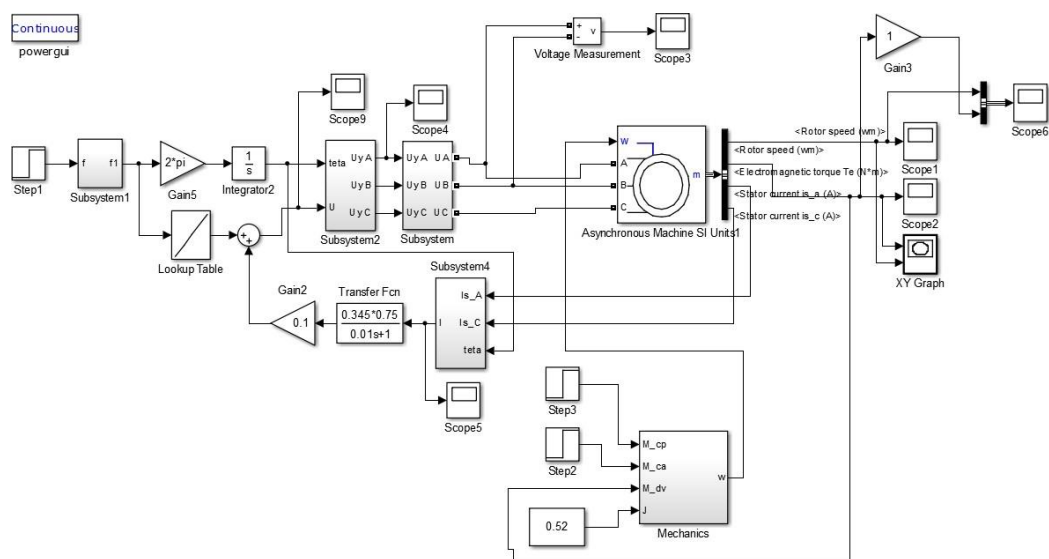 Continuous
powergui
+
-
v
Voltage Measurement
Scope3
1
Gain3
Scope6
Scope9
Scope4
Step1
f
f1
Subsystem1
2*pi
Gain5
1
s
Integrator2
teta
U
UyA
UyB
UyC
Subsystem2
UyA
UyB
UyC
UA
UB
UC
Subsystem
w
A
B
C
m
Asynchronous Machine SI Units1
<Rotor speed (wm)>
<Rotor speed (wm)>
<Electromagnetic torque Te (N*m)>
<Stator current is_a (A)>
<Stator current is_c (A)>
Scope1
Scope2
XY Graph
Lookup Table
+
+
Gain2
0.1
Transfer Fcn
0.345*0.75
0.01s+1
Subsystem4
I
Is_A
Is_C
teta
Scope5
Step3
Step2
0.52
M_cp
M_ca
M_dv
J
w
Mechanics